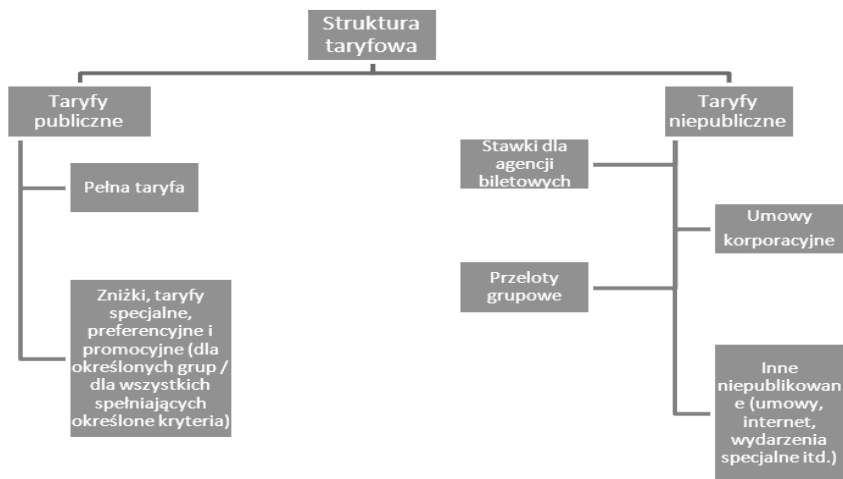 Struktura
taryfowa
Taryfy
publiczne
Pełna taryfa
Zniżki, taryfy
specjalne,
preferencyjne i
promocyjne (dla
określonych grup /
dla wszystkich
spełniających
określone kryteria)
Taryfy
niepubliczne
Stawki dla
agencji
biletowych
Umowy
korporacyjne
Przeloty
grupowe
Inne
niepublikowan
e (umowy,
internet,
wydarzenia
specjalne itd.)